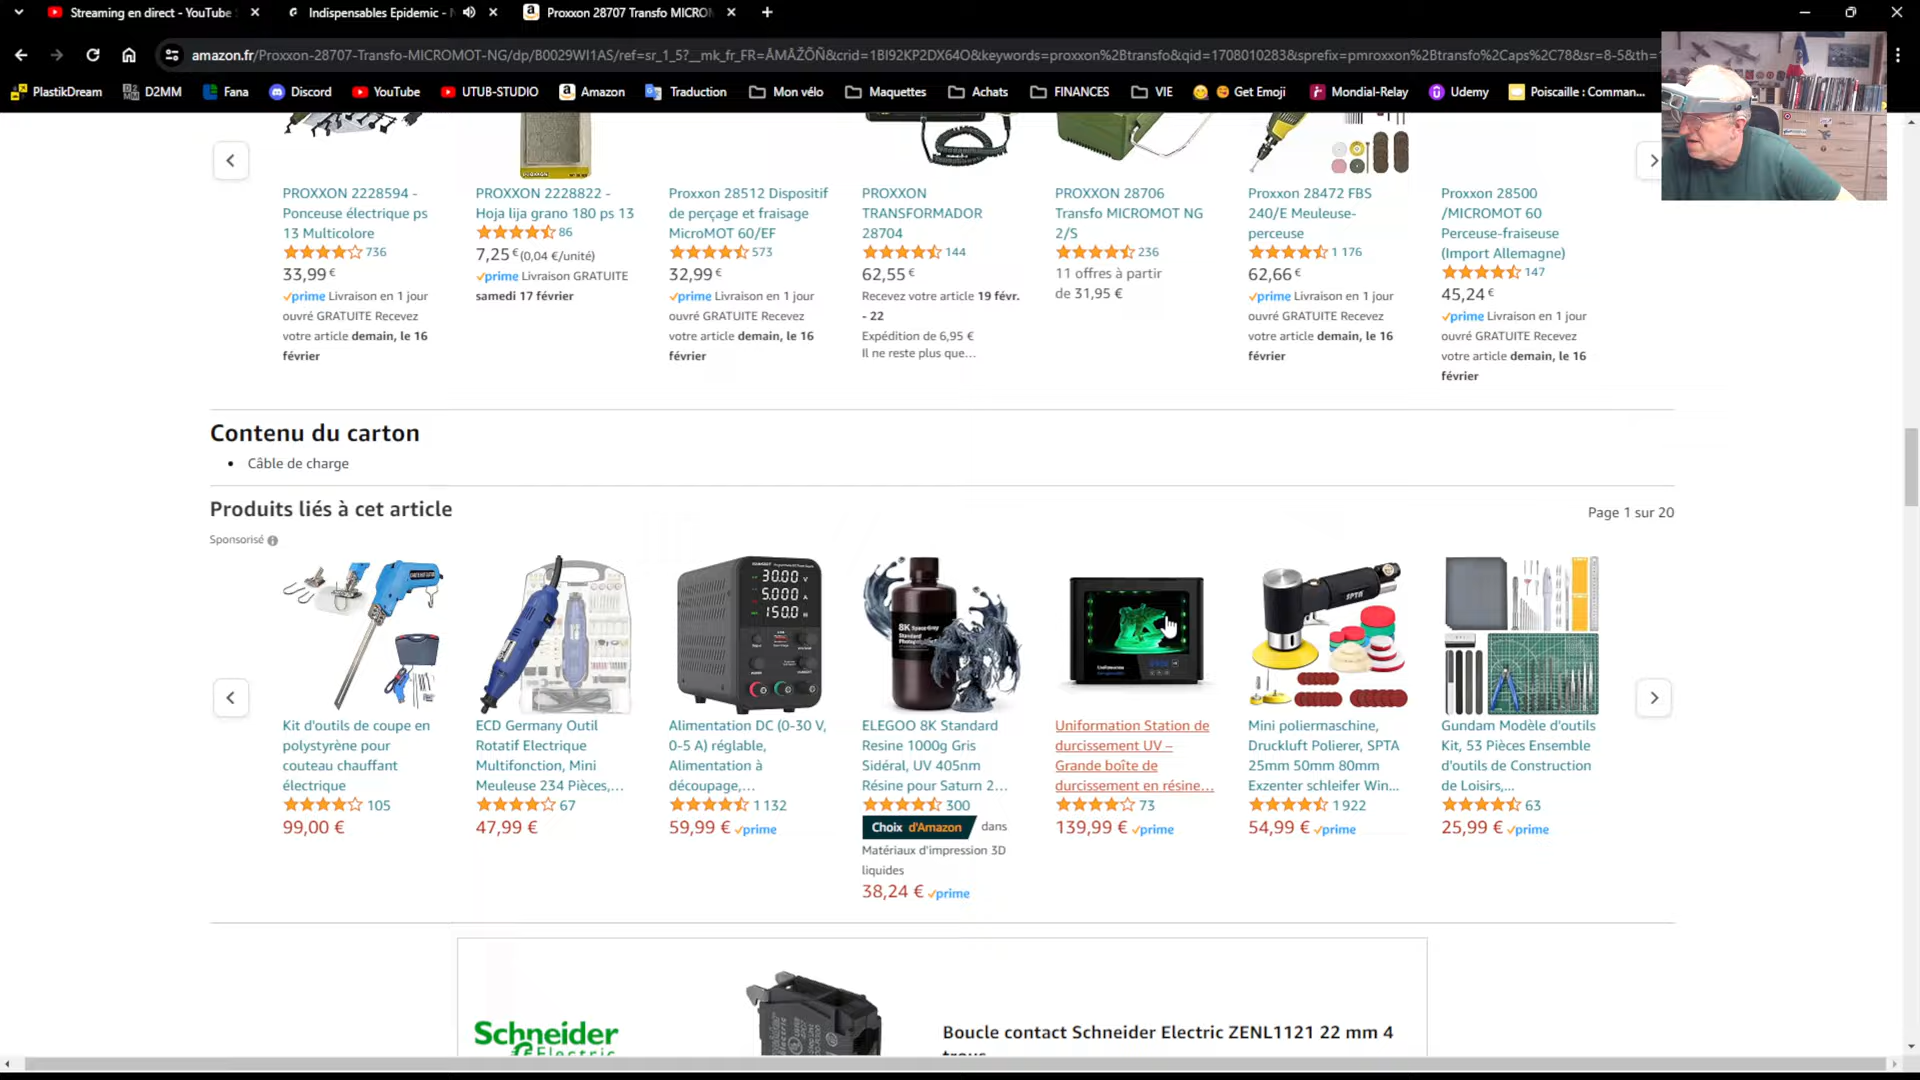 Streaming en direct - YouTube
Indispensables Epidemic -
Proxxon 28707 Transfo MICRO
amazon.fr/Proxxon-28707-Transfo-MICROMOT-NG/dp/B0029WI1AS/ref=sr_1_5?__mk_fr_FR=ÅMÅŽÕÑ&crid=1BI92KP2DX64O&keywords=proxxon%2Btransfo&qid=1708010283&sprefix=pmroxxon%2Btransfo%2Caps%2C78&sr=8-5&th=
PlastikDream D2MM Fana Discord YouTube UTUB-STUDIO Amazon Traduction Mon vélo Maquettes Achats FINANCES VIE Get Emoji Mondial-Relay Udemy Poiscaille : Comman...
PROXXON 2228594 -
Ponceuse électrique ps
13 Multicolore
736
33,99 €
prime Livraison en 1 jour
ouvré GRATUITE Recevez
votre article demain, le 16
février
PROXXON 2228822 -
Hoja lija grano 180 ps 13
86
7,25 € (0,04 €/unité)
prime Livraison GRATUITE
samedi 17 février
Proxxon 28512 Dispositif
de perçage et fraisage
MicroMOT 60/EF
573
32,99 €
prime Livraison en 1 jour
ouvré GRATUITE Recevez
votre article demain, le 16
février
PROXXON
TRANSFORMADOR
28704
144
62,55 €
Recevez votre article 19 févr.
- 22
Expédition de 6,95 €
Il ne reste plus que…
PROXXON 28706
Transfo MICROMOT NG
2/S
236
11 offres à partir
de 31,95 €
Proxxon 28472 FBS
240/E Meuleuse-
perceuse
1 176
62,66 €
prime Livraison en 1 jour
ouvré GRATUITE Recevez
votre article demain, le 16
février
Proxxon 28500
/MICROMOT 60
Perceuse-fraiseuse
(Import Allemagne)
147
45,24 €
prime Livraison en 1 jour
ouvré GRATUITE Recevez
votre article demain, le 16
février
Contenu du carton
• Câble de charge
Produits liés à cet article
Page 1 sur 20
Sponsorisé
Kit d'outils de coupe en
polystyrène pour
couteau chauffant
électrique
105
99,00 €
ECD Germany Outil
Rotatif Electrique
Multifonction, Mini
Meuleuse 234 Pièces,…
67
47,99 €
30.00 V
5.000 A
150.0
Alimentation DC (0-30 V,
0-5 A) réglable,
Alimentation à
découpage,…
1 132
59,99 € prime
8K
ELEGOO 8K Standard
Resine 1000g Gris
Sidéral, UV 405nm
Résine pour Saturn 2…
300
Choix d'Amazon dans
Matériaux d'impression 3D
liquides
38,24 € prime
Uniformation Station de
durcissement UV –
Grande boîte de
durcissement en résine…
73
139,99 € prime
SPTA
Mini poliermaschine,
Druckluft Polierer, SPTA
25mm 50mm 80mm
Exzenter schleifer Win…
1 922
54,99 € prime
Gundam Modèle d'outils
Kit, 53 Pièces Ensemble
d'outils de Construction
de Loisirs,…
63
25,99 € prime
Schneider
Electric
Boucle contact Schneider Electric ZENL1121 22 mm 4
trous